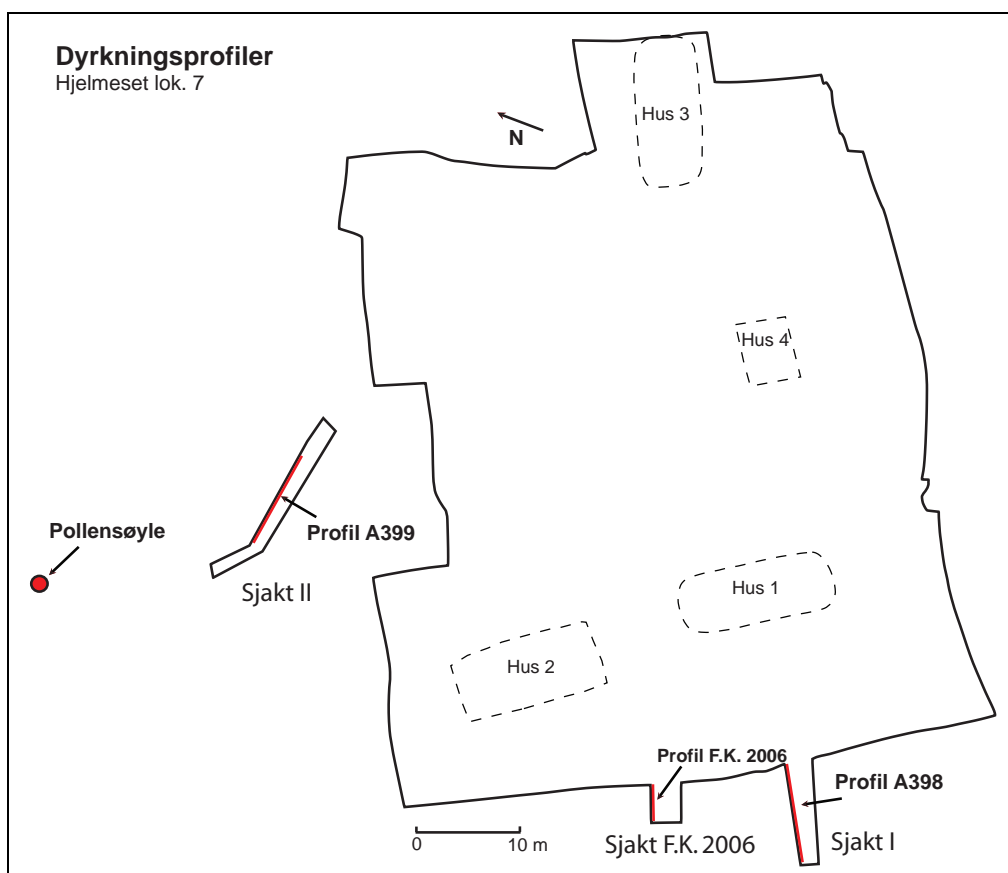 Dyrkningsprofiler
Hjelmeset lok. 7
N
Hus 3
Hus 4
Pollensøyle
Profil A399
Sjakt II
Hus 1
Hus 2
Profil F.K. 2006
Profil A398
0 10 m
Sjakt F.K. 2006
Sjakt I